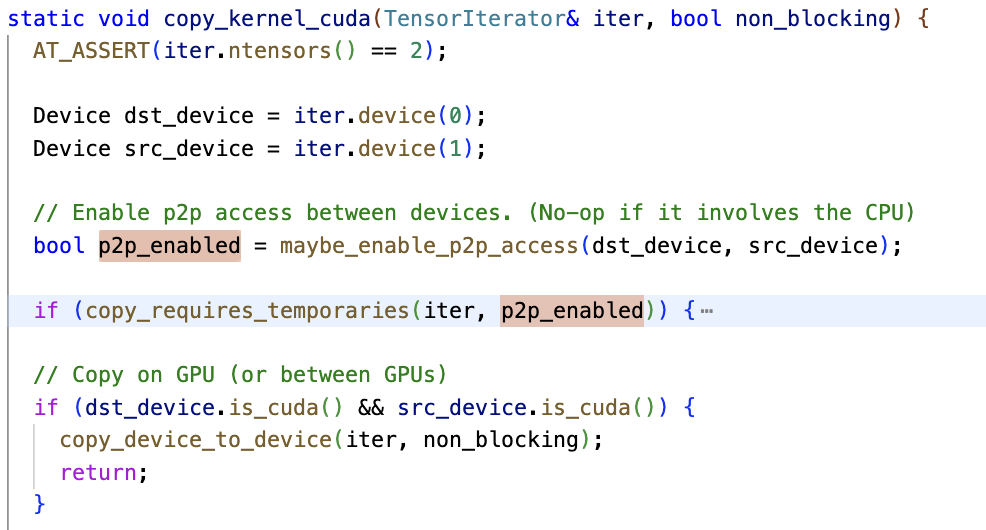 static void copy_kernel_cuda(TensorIterator& iter, bool non_blocking) {
  AT_ASSERT(iter.ntensors() == 2);

  Device dst_device = iter.device(0);
  Device src_device = iter.device(1);

  // Enable p2p access between devices. (No-op if it involves the CPU)
  bool p2p_enabled = maybe_enable_p2p_access(dst_device, src_device);

  if (copy_requires_temporaries(iter, p2p_enabled)) {⋯

  // Copy on GPU (or between GPUs)
  if (dst_device.is_cuda() && src_device.is_cuda()) {
    copy_device_to_device(iter, non_blocking);
    return;
  }